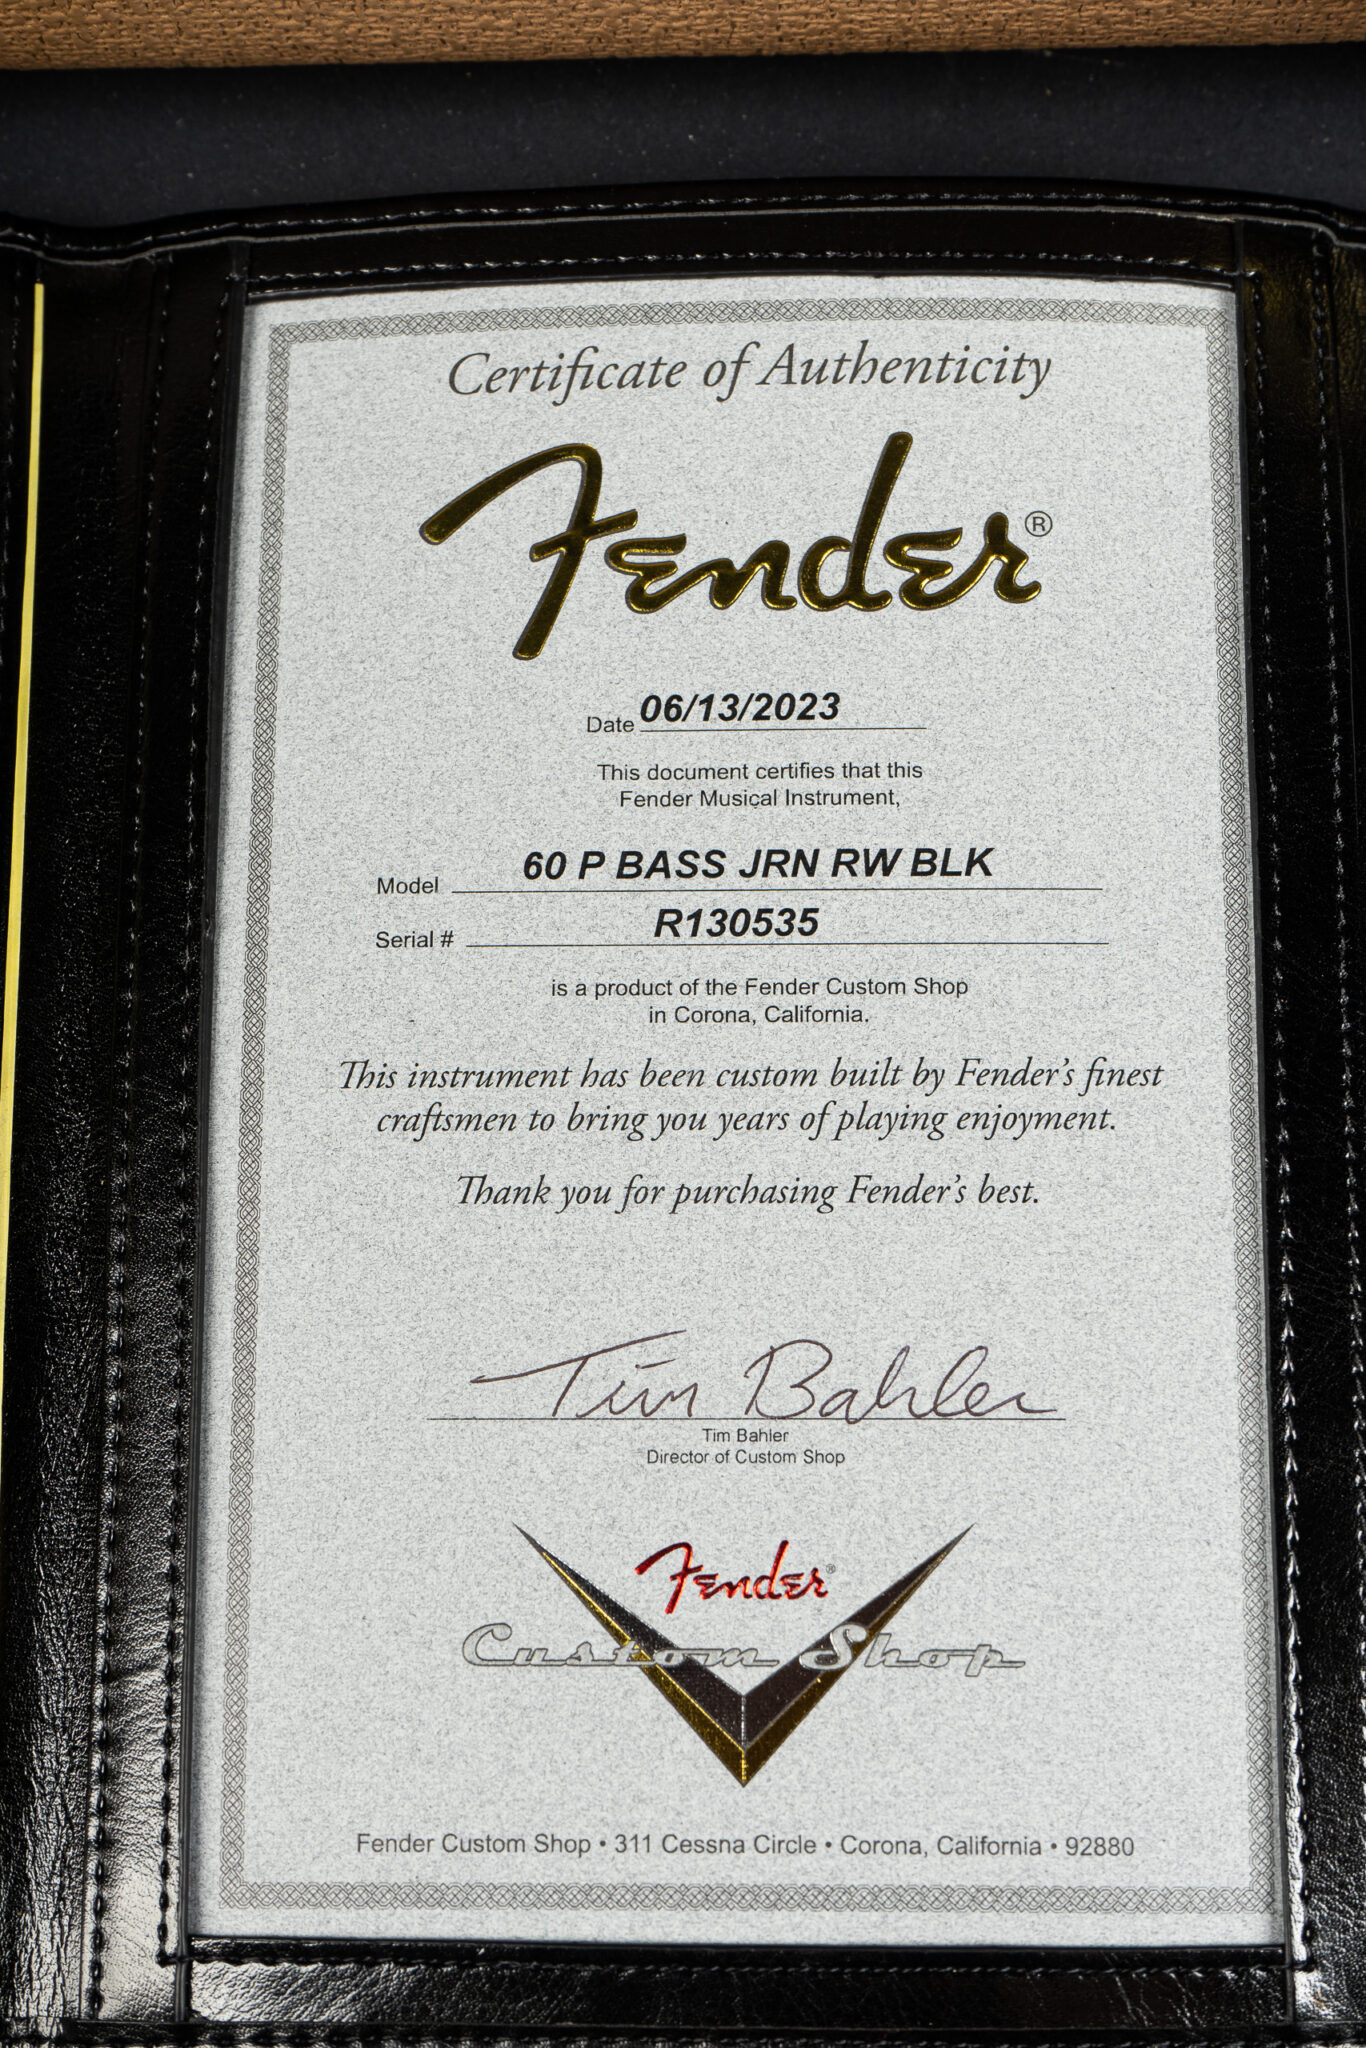 Certificate of Authenticity
Fender®
Date 06/13/2023
This document certifies that this
Fender Musical Instrument,
Model 60 P BASS JRN RW BLK
Serial # R130535
is a product of the Fender Custom Shop
in Corona, California.
This instrument has been custom built by Fender's finest
craftsmen to bring you years of playing enjoyment.
Thank you for purchasing Fender's best.
Tim Bahler
Tim Bahler
Director of Custom Shop
Fender®
Custom Shop
Fender Custom Shop • 311 Cessna Circle • Corona, California • 92880